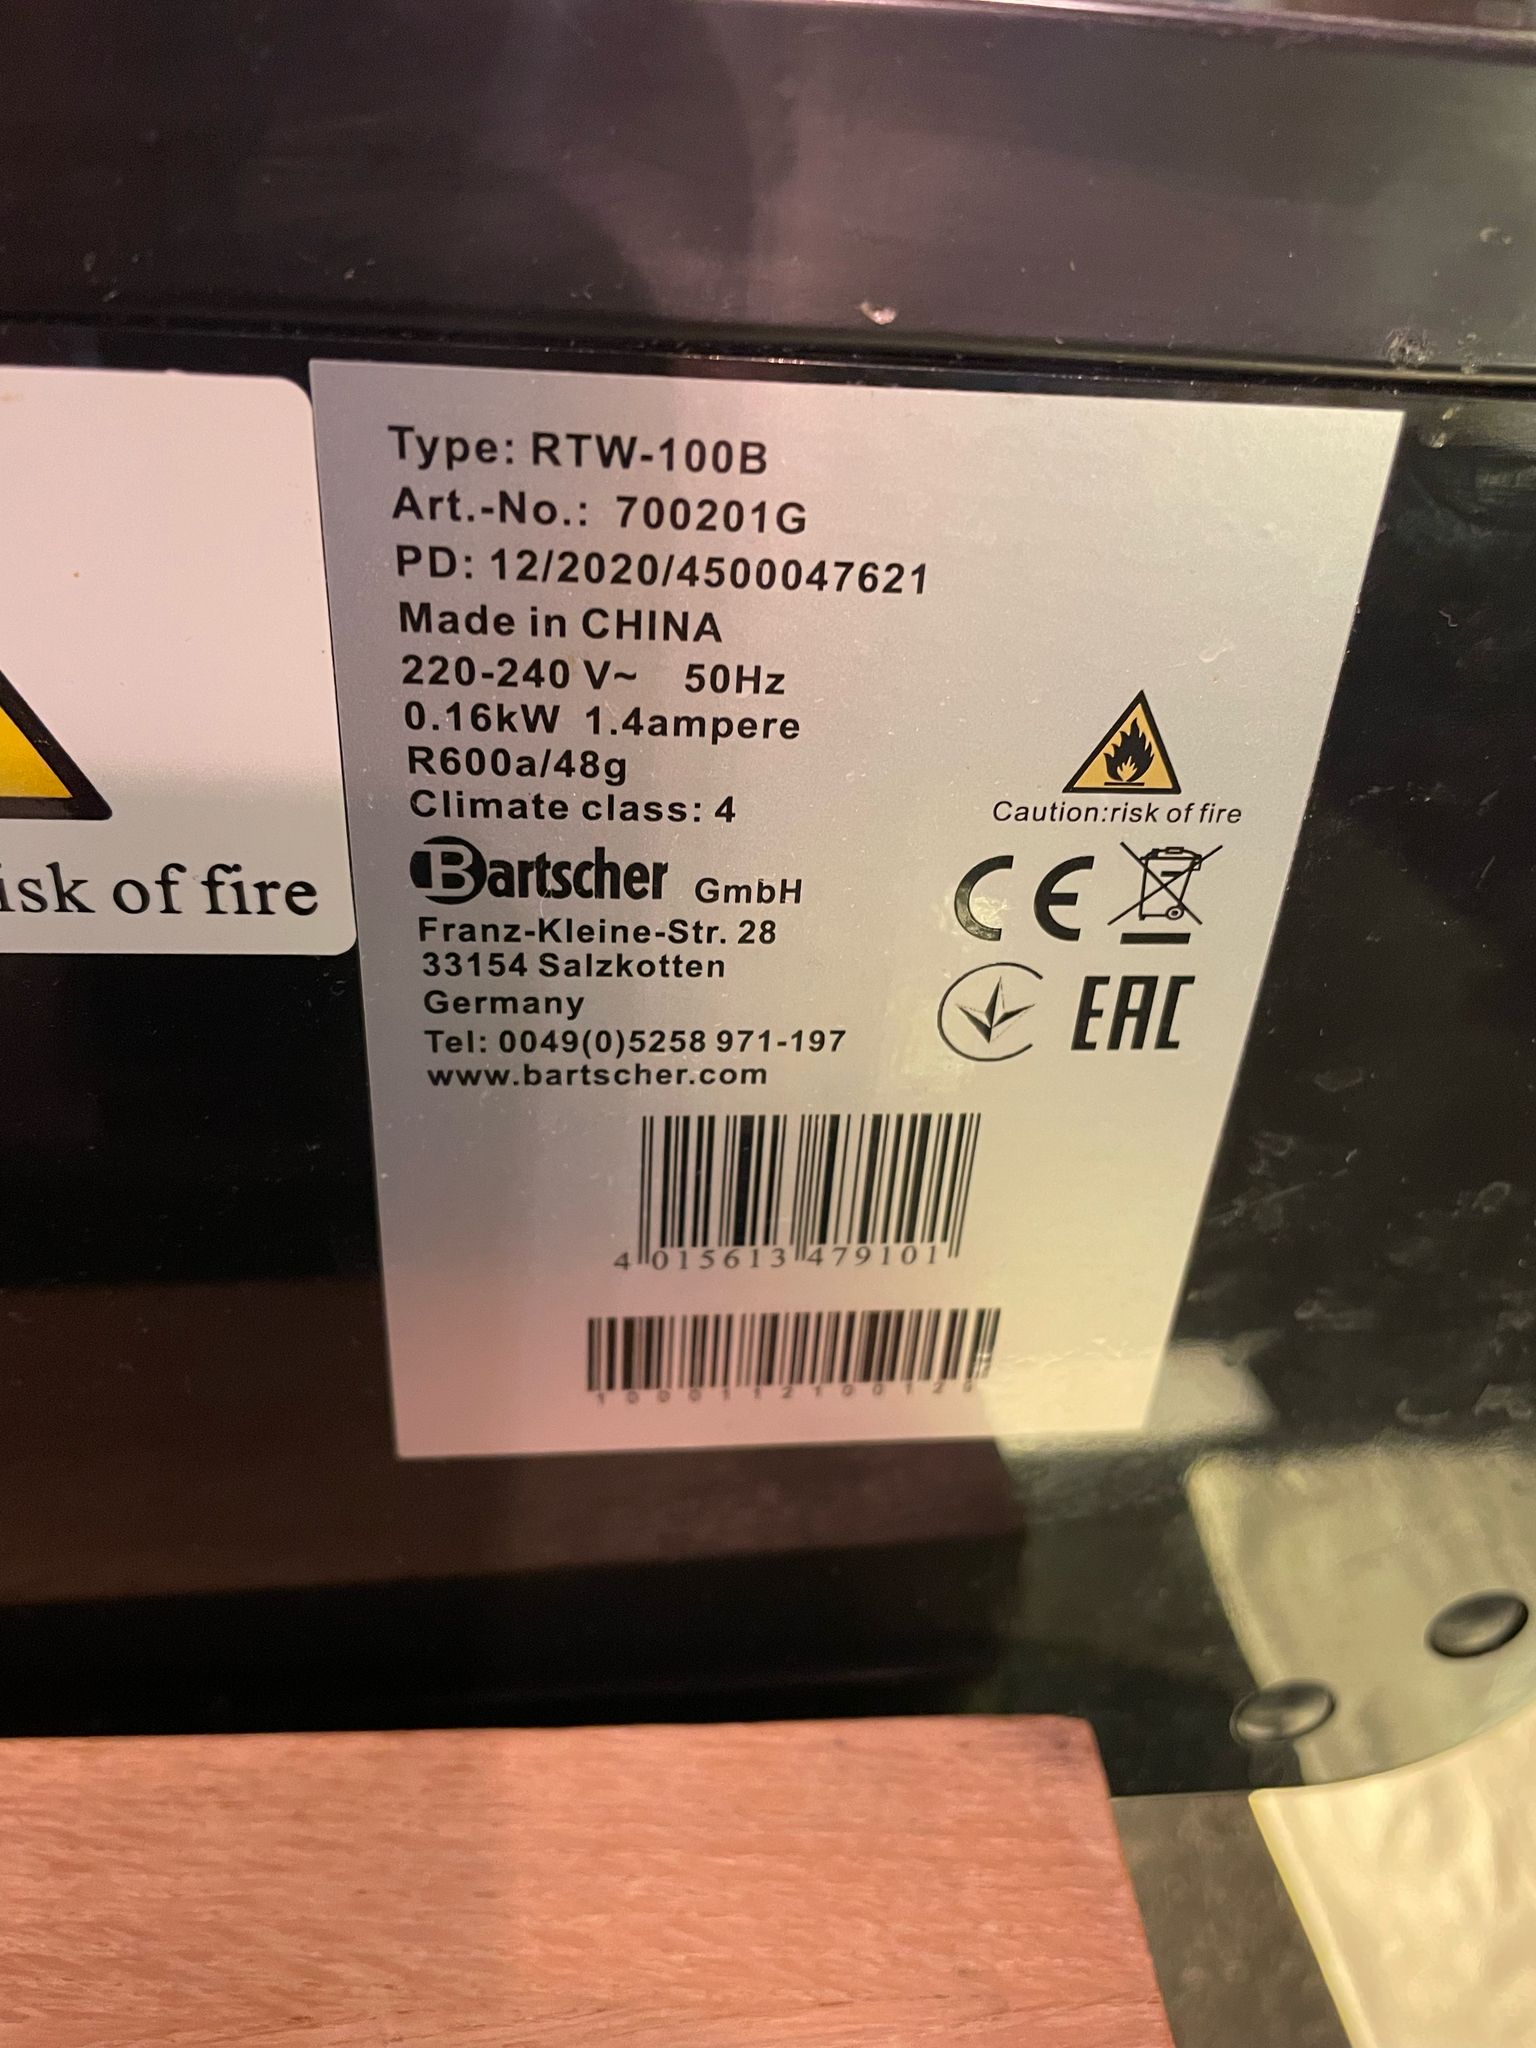 Type: RTW-100B
Art.-No.: 700201G
PD: 12/2020/4500047621
Made in CHINA
220-240 V~ 50Hz
0.16kW 1.4ampere
R600a/48g
Climate class: 4
Caution:risk of fire
isk of fire
Bartscher GmbH
CE
Franz-Kleine-Str. 28
33154 Salzkotten
Germany
EAC
Tel: 0049(0)5258 971-197
www.bartscher.com
4 015613 479101